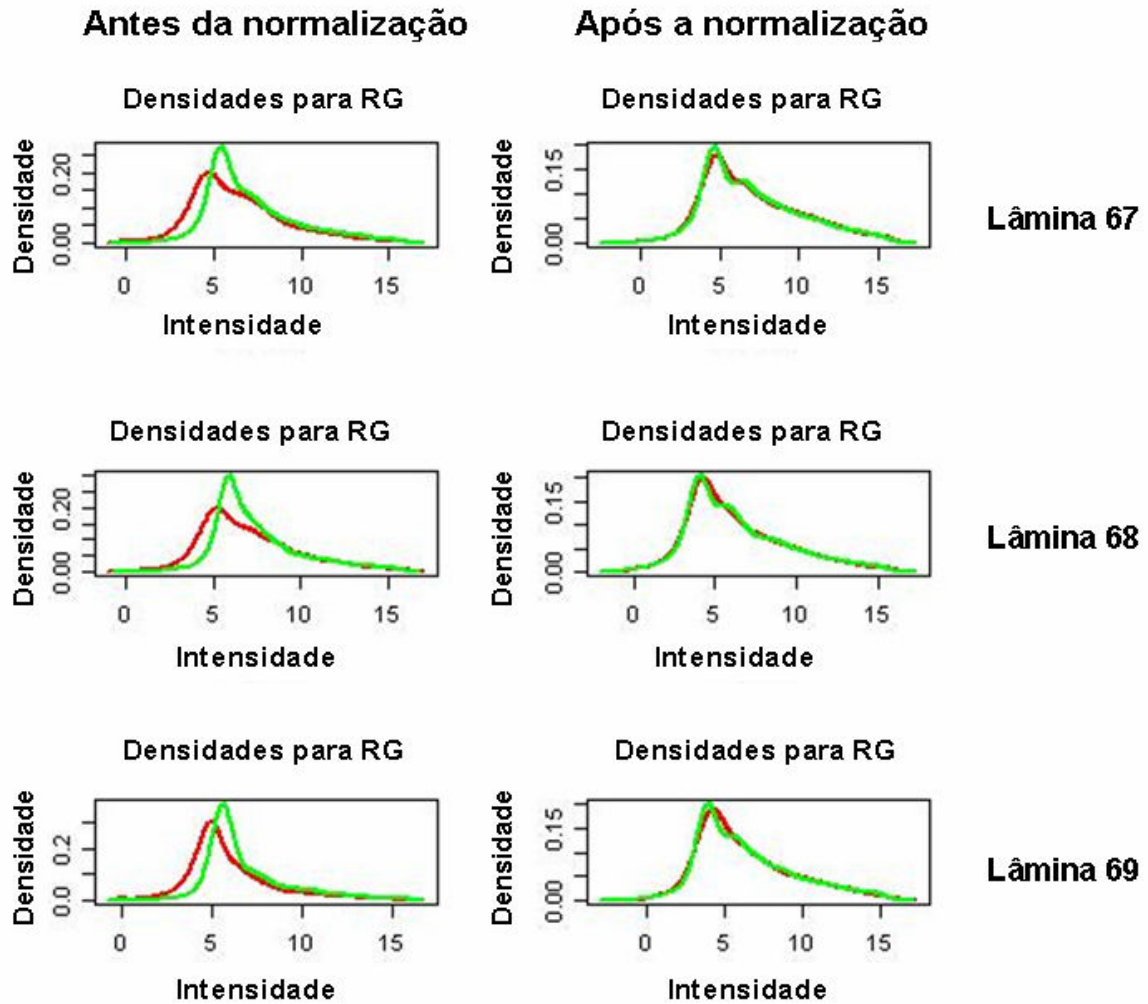 Antes da normalização
Após a normalização
Densidades para RG
Densidade
0.00
0.20
0 5 10 15
Intensidade
Densidades para RG
Densidade
0.00
0.15
0 5 10 15
Intensidade
Lâmina 67
Densidades para RG
Densidade
0.00
0.20
0 5 10 15
Intensidade
Densidades para RG
Densidade
0.00
0.15
0 5 10 15
Intensidade
Lâmina 68
Densidades para RG
Densidade
0.0
0.2
0 5 10 15
Intensidade
Densidades para RG
Densidade
0.00
0.15
0 5 10 15
Intensidade
Lâmina 69